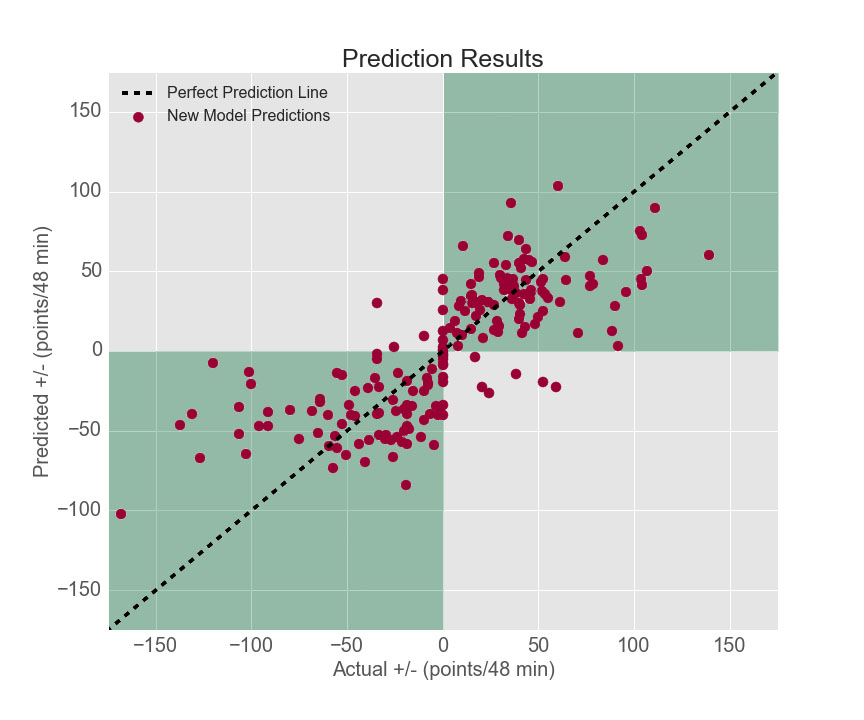 Prediction Results
Perfect Prediction Line
New Model Predictions
150
100
50
0
−50
−100
−150
Predicted +/- (points/48 min)
−150 −100 −50 0 50 100 150
Actual +/- (points/48 min)